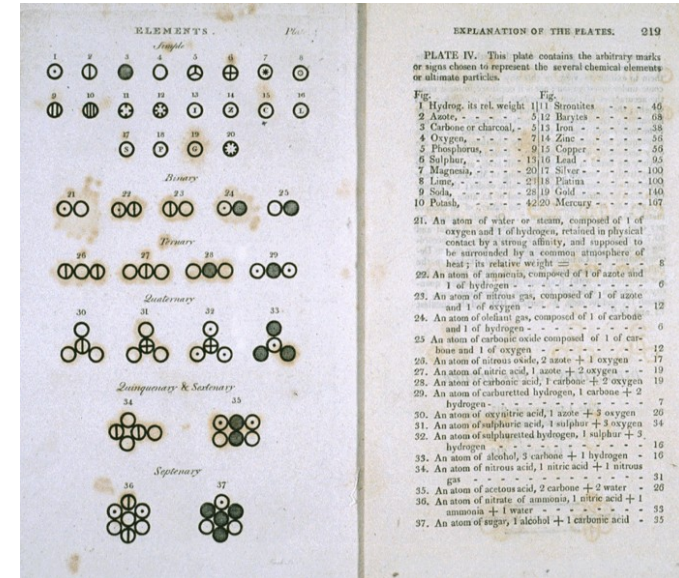 ELEMENTS.
Simple
1 2 3 4 5 6 7 8
9 10 11 12 13 14 15 16
I Z C L
17 18 19 20
S P G
Binary
21 22 23 24 25
Ternary
26 27 28 29
Quaternary
30 31 32 33
Quinquenary & Sextenary
34 35
Septenary
36 37
EXPLANATION OF THE PLATES. 219
PLATE IV. This plate contains the arbitrary marks
or signs chosen to represent the several chemical elements
or ultimate particles.
Fig. Fig.
1 Hydrog. its rel. weight 1 11 Strontites - - - 46
2 Azote, - - - - 5 12 Barytes - - - 68
3 Carbone or charcoal, - 5 13 Iron - - - 38
4 Oxygen, - - - 7 14 Zinc - - - 56
5 Phosphorus, - - - 9 15 Copper - - - 56
6 Sulphur, - - - 13 16 Lead - - - 95
7 Magnesia, - - - 20 17 Silver - - - 100
8 Lime, - - - 18 Platina - - - 100
9 Soda, - - - 28 19 Gold - - - 140
10 Potash, - - - 42 20 Mercury - - - 167
21. An atom of water or steam, composed of 1 of
oxygen and 1 of hydrogen, retained in physical
contact by a strong affinity, and supposed to
be surrounded by a common atmosphere of
heat; its relative weight = - - - 8
22. An atom of ammonia, composed of 1 of azote and
1 of hydrogen - - - - 6
23. An atom of nitrous gas, composed of 1 of azote
and 1 of oxygen - - - - 12
24. An atom of olefiant gas, composed of 1 of carbone
and 1 of hydrogen - - - - 6
25 An atom of carbonic oxide composed of 1 of car-
bone and 1 of oxygen - - - - 12
26. An atom of nitrous oxide, 2 azote + 1 oxygen - 17
27. An atom of nitric acid, 1 azote + 2 oxygen - - 19
28. An atom of carbonic acid, 1 carbone + 2 oxygen 19
29. An atom of carburetted hydrogen, 1 carbone + 2
hydrogen - - - - 7
30. An atom of oxynitric acid, 1 azote + 3 oxygen 26
31. An atom of sulphuric acid, 1 sulphur + 3 oxygen 34
32. An atom of sulphuretted hydrogen, 1 sulphur + 3
hydrogen - - - - 16
33. An atom of alcohol, 3 carbone + 1 hydrogen - 16
34. An atom of nitrous acid, 1 nitric acid + 1 nitrous
gas - - - - 31
35. An atom of acetous acid, 2 carbone + 2 water - 26
36. An atom of nitrate of ammonia, 1 nitric acid + 1
ammonia + 1 water - - - - 33
37. An atom of sugar, 1 alcohol + 1 carbonic acid - 35